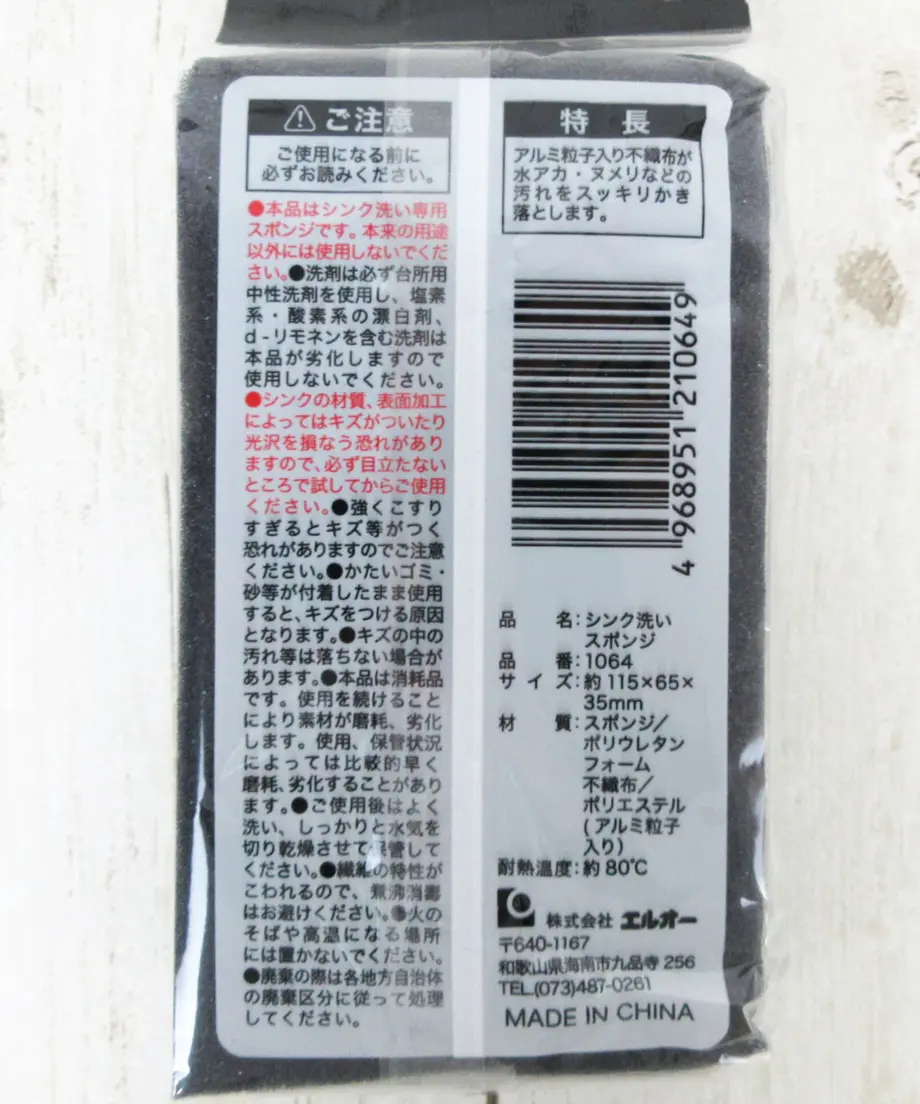 ご注意
ご使用になる前に
必ずお読みください。
●本品はシンク洗い専用
スポンジです。本来の用途
以外には使用しないでくだ
さい。●洗剤は必ず台所用
中性洗剤を使用し、塩素
系・酸素系の漂白剤、
d-リモネンを含む洗剤は
本品が劣化しますので
使用しないでください。
●シンクの材質、表面加工
によってはキズがついたり
光沢を損なう恐れがあり
ますので、必ず目立たない
ところで試してからご使用
ください。●強くこすり
すぎるとキズ等がつく
恐れがありますのでご注意
ください。●かたいゴミ・
砂等が付着したまま使用
すると、キズをつける原因
となります。●キズの中の
汚れ等は落ちない場合が
あります。●本品は消耗品
です。使用を続けること
により素材が磨耗、劣化
します。使用、保管状況
によっては比較的早く
磨耗、劣化することがあり
ます。●ご使用後はよく
洗い、しっかりと水気を
切り乾燥させて保管して
ください。●繊維の特性が
こわれるので、煮沸消毒
はお避けください。●火の
そばや高温になる場所
には置かないでください。
●廃棄の際は各地方自治体
の廃棄区分に従って処理
してください。
特長
アルミ粒子入り不織布が
水アカ・ヌメリなどの
汚れをスッキリかき
落とします。
4 968951 210649
品名:シンク洗い
スポンジ
品番:1064
サイズ:約115×65×
35mm
材質:スポンジ/
ポリウレタン
フォーム
不織布/
ポリエステル
(アルミ粒子
入り)
耐熱温度:約80℃
株式会社 エルオー
〒640-1167
和歌山県海南市九品寺256
TEL.(073)487-0261
MADE IN CHINA